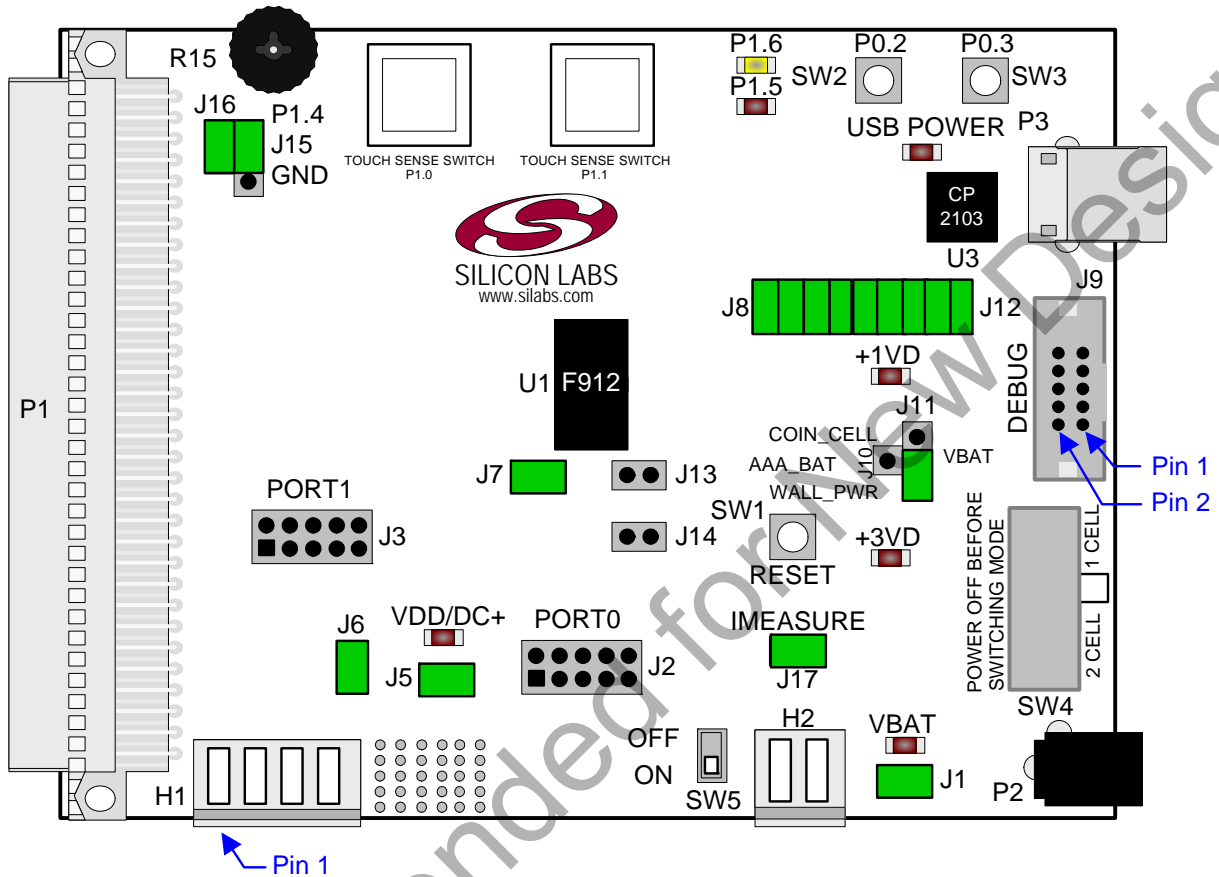 R15
P1.6
P0.2
P0.3
SW2
SW3
P1.5
J16
P1.4
J15
GND
TOUCH SENSE SWITCH
P1.0
TOUCH SENSE SWITCH
P1.1
USB POWER
P3
CP
2103
U3
SILICON LABS
www.silabs.com
J8
J12
J9
DEBUG
+1VD
U1
F912
P1
J11
COIN_CELL
J10
AAA_BAT
VBAT
WALL_PWR
Pin 1
Pin 2
J7
J13
PORT1
J3
J14
SW1
RESET
+3VD
POWER OFF BEFORE
SWITCHING MODE
1 CELL
2 CELL
SW4
J6
VDD/DC+
J5
PORT0
J2
IMEASURE
J17
H2
OFF
ON
SW5
VBAT
J1
P2
H1
Pin 1
ended for New Desig